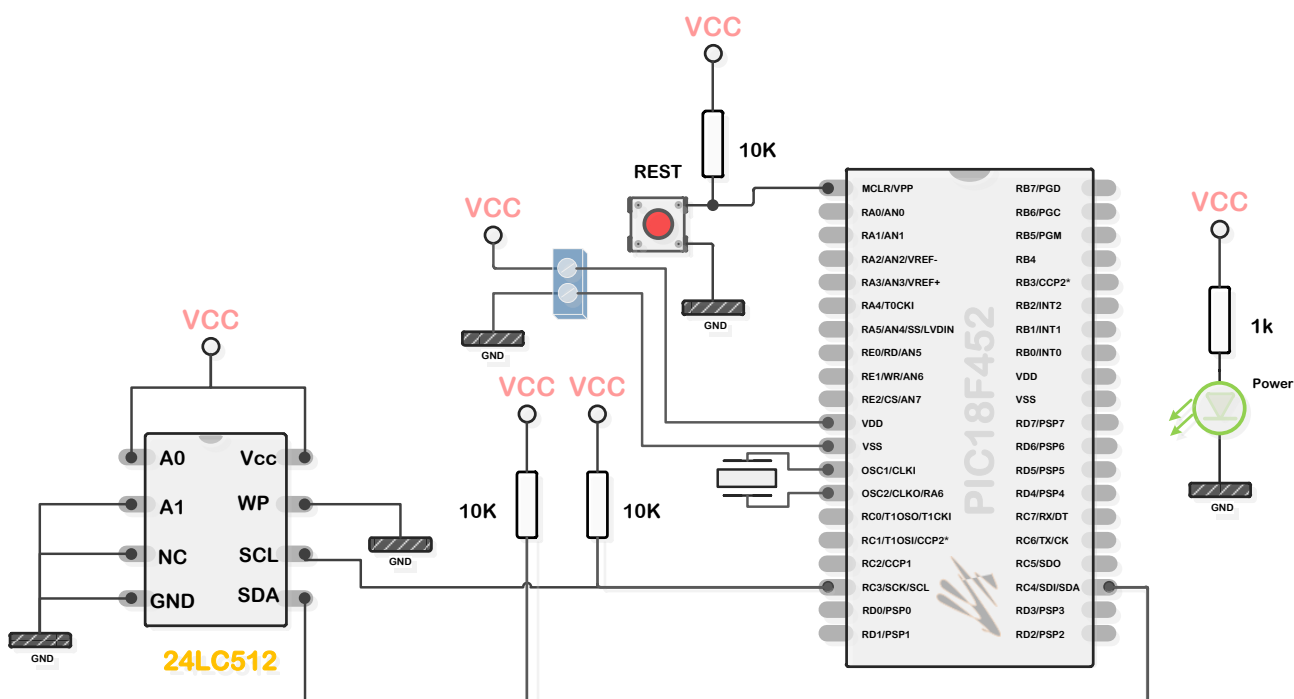 VCC
10K
REST
VCC
GND
GND
VCC
GND
VCC
VCC
10K
10K
A0
A1
NC
GND
Vcc
WP
SCL
SDA
24LC512
GND
GND
MCLR/VPP
RA0/AN0
RA1/AN1
RA2/AN2/VREF-
RA3/AN3/VREF+
RA4/T0CKI
RA5/AN4/SS/LVDIN
RE0/RD/AN5
RE1/WR/AN6
RE2/CS/AN7
VDD
VSS
OSC1/CLKI
OSC2/CLKO/RA6
RC0/T1OSO/T1CKI
RC1/T1OSI/CCP2*
RC2/CCP1
RC3/SCK/SCL
RD0/PSP0
RD1/PSP1
PIC18F452
RB7/PGD
RB6/PGC
RB5/PGM
RB4
RB3/CCP2*
RB2/INT2
RB1/INT1
RB0/INT0
VDD
VSS
RD7/PSP7
RD6/PSP6
RD5/PSP5
RD4/PSP4
RC7/RX/DT
RC6/TX/CK
RC5/SDO
RC4/SDI/SDA
RD3/PSP3
RD2/PSP2
VCC
1k
Power
GND